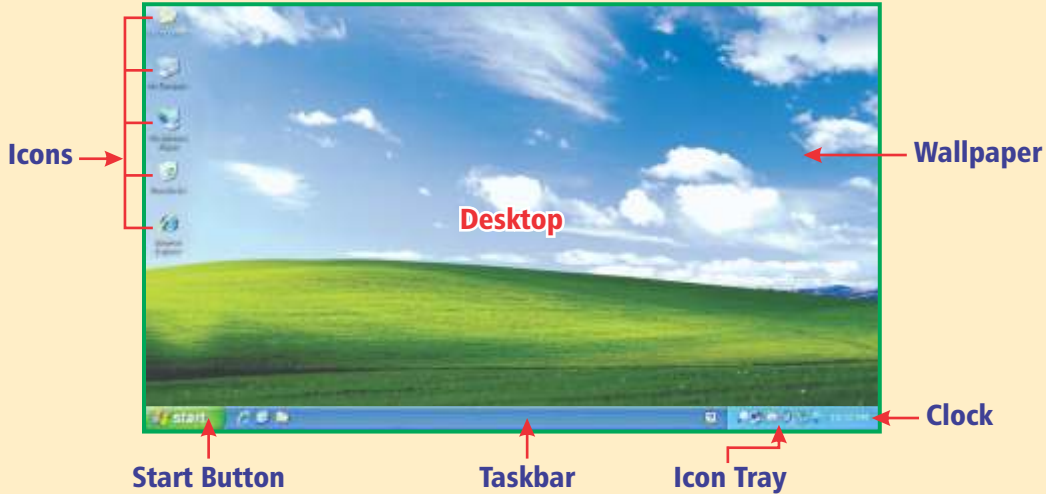 Icons
Wallpaper
Desktop
start
Clock
Start Button
Taskbar
Icon Tray